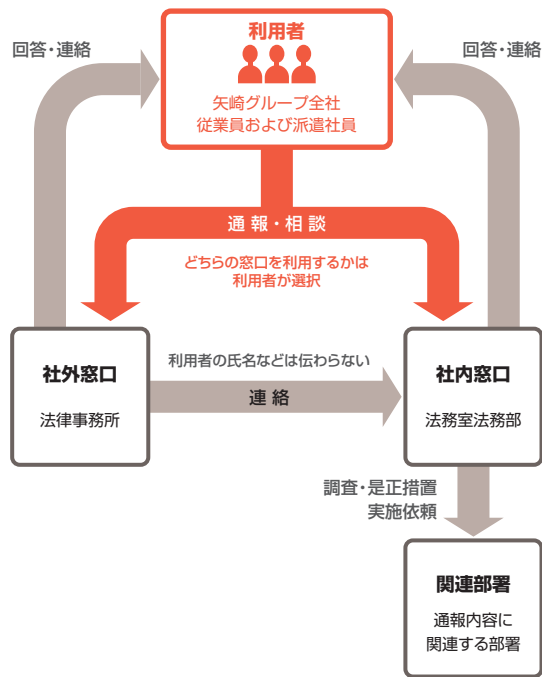 利用者
回答・連絡
回答・連絡
矢崎グループ全社
従業員および派遣社員
通報・相談
どちらの窓口を利用するかは
利用者が選択
社外窓口
法律事務所
利用者の氏名などは伝わらない
連絡
社内窓口
法務室法務部
調査・是正措置
実施依頼
関連部署
通報内容に
関連する部署